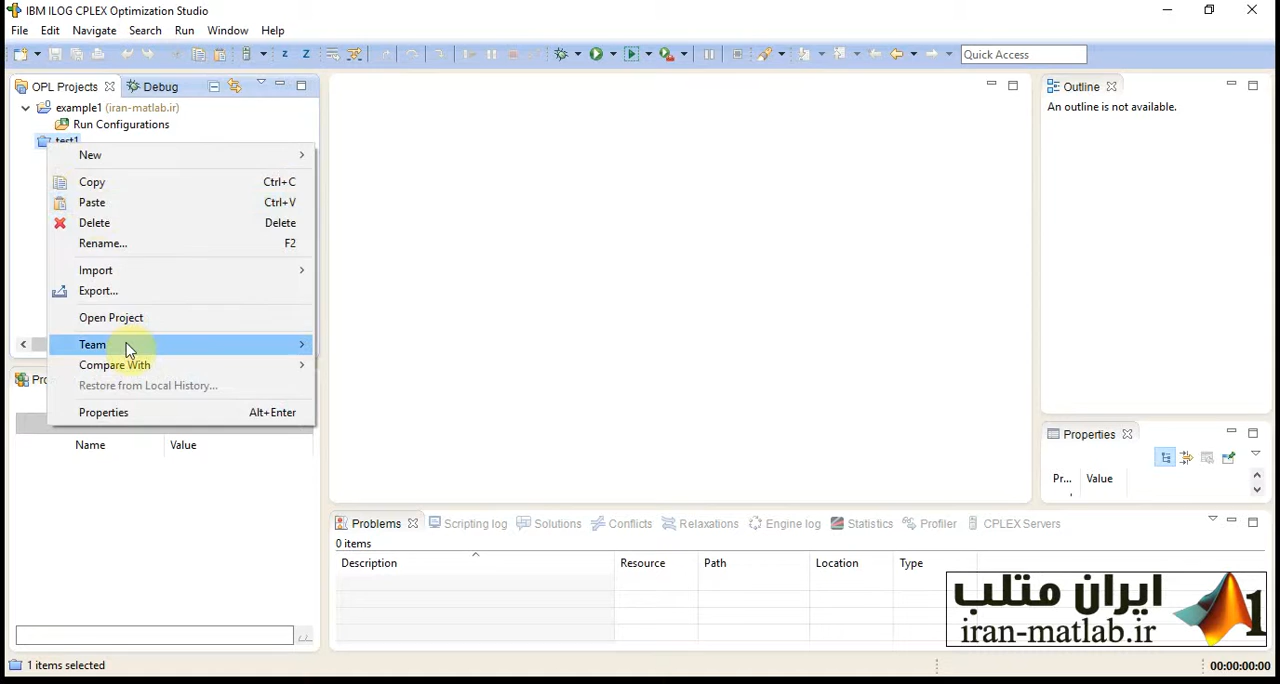 IBM ILOG CPLEX Optimization Studio
File Edit Navigate Search Run Window Help
Quick Access
OPL Projects Debug
example1 (iran-matlab.ir)
Run Configurations
test1
New
Copy Ctrl+C
Paste Ctrl+V
Delete Delete
Rename... F2
Import
Export...
Open Project
Team
Compare With
Restore from Local History...
Properties Alt+Enter
Name Value
Outline
An outline is not available.
Properties
Pr... Value
Problems Scripting log Solutions Conflicts Relaxations Engine log Statistics Profiler CPLEX Servers
0 items
Description Resource Path Location Type
ایران متلب
iran-matlab.ir
1
1 items selected
00:00:00:00